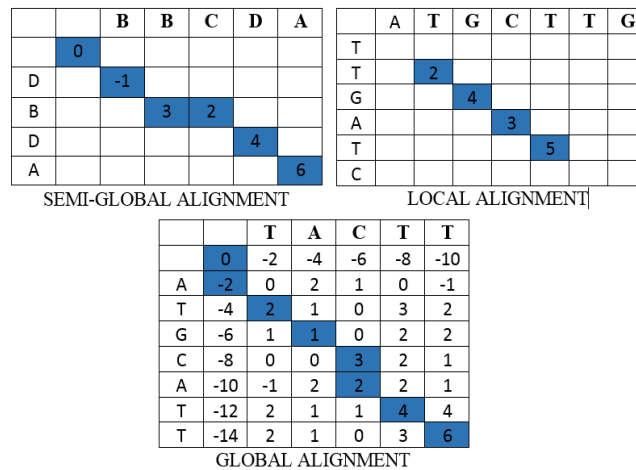 B B C D A
0
D -1
B 3 2
D 4
A 6
SEMI-GLOBAL ALIGNMENT
A T G C T T G
T
T 2
G 4
A 3
T 5
C
LOCAL ALIGNMENT
T A C T T
0 -2 -4 -6 -8 -10
A -2 0 2 1 0 -1
T -4 2 1 0 3 2
G -6 1 1 0 2 2
C -8 0 0 3 2 1
A -10 -1 2 2 2 1
T -12 2 1 1 4 4
T -14 2 1 0 3 6
GLOBAL ALIGNMENT